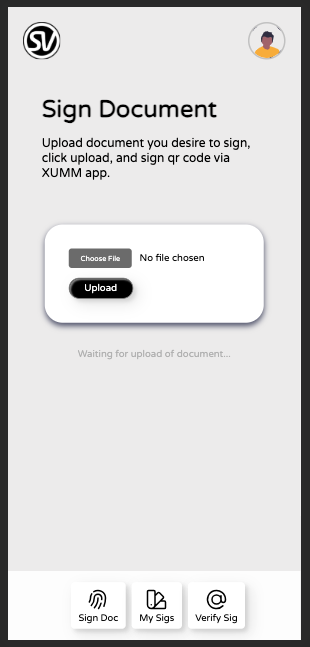 SV
Sign Document
Upload document you desire to sign,
click upload, and sign qr code via
XUMM app.
Choose File No file chosen
Upload
Waiting for upload of document...
Sign Doc My Sigs Verify Sig